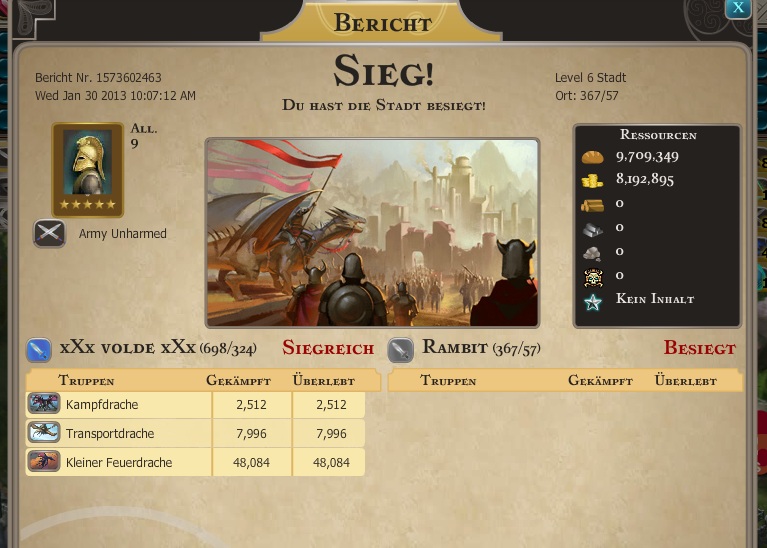 Bericht
X
Sieg!
Du hast die Stadt besiegt!
Bericht Nr. 1573602463
Wed Jan 30 2013 10:07:12 AM
Level 6 Stadt
Ort: 367/57
All.
9
Army Unharmed
Ressourcen
9,709,349
8,192,895
0
0
0
0
Kein Inhalt
xXx volde xXx (698/324) Siegreich
Rambit (367/57) Besiegt
Truppen Gekämpft Überlebt
Truppen Gekämpft Überlebt
Kampfdrache 2,512 2,512
Transportdrache 7,996 7,996
Kleiner Feuerdrache 48,084 48,084